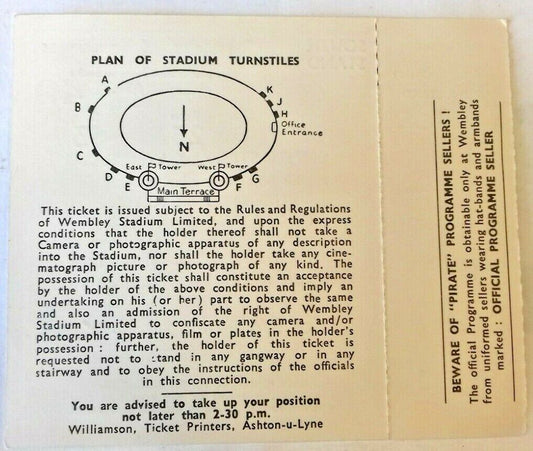 PLAN OF STADIUM TURNSTILES
A
B
C
D
E
K
J
H
Office
Entrance
G
F
N
East Tower
West Tower
Main Terrace
This ticket is issued subject to the Rules and Regulations
of Wembley Stadium Limited, and upon the express
conditions that the holder thereof shall not take a
Camera or photographic apparatus of any description
into the Stadium, nor shall the holder take any cine-
matograph picture or photograph of any kind. The
possession of this ticket shall constitute an acceptance
by the holder of the above conditions and imply an
undertaking on his (or her) part to observe the same
and also an admission of the right of Wembley
Stadium Limited to confiscate any camera and/or
photographic apparatus, film or plates in the holder's
possession : further, the holder of this ticket is
requested not to stand in any gangway or in any
stairway and to obey the instructions of the officials
in this connection.
You are advised to take up your position
not later than 2-30 p.m.
Williamson, Ticket Printers, Ashton-u-Lyne
BEWARE OF "PIRATE" PROGRAMME SELLERS !
The official Programme is obtainable only at Wembley
from uniformed sellers wearing hat-bands and armbands
marked : OFFICIAL PROGRAMME SELLER